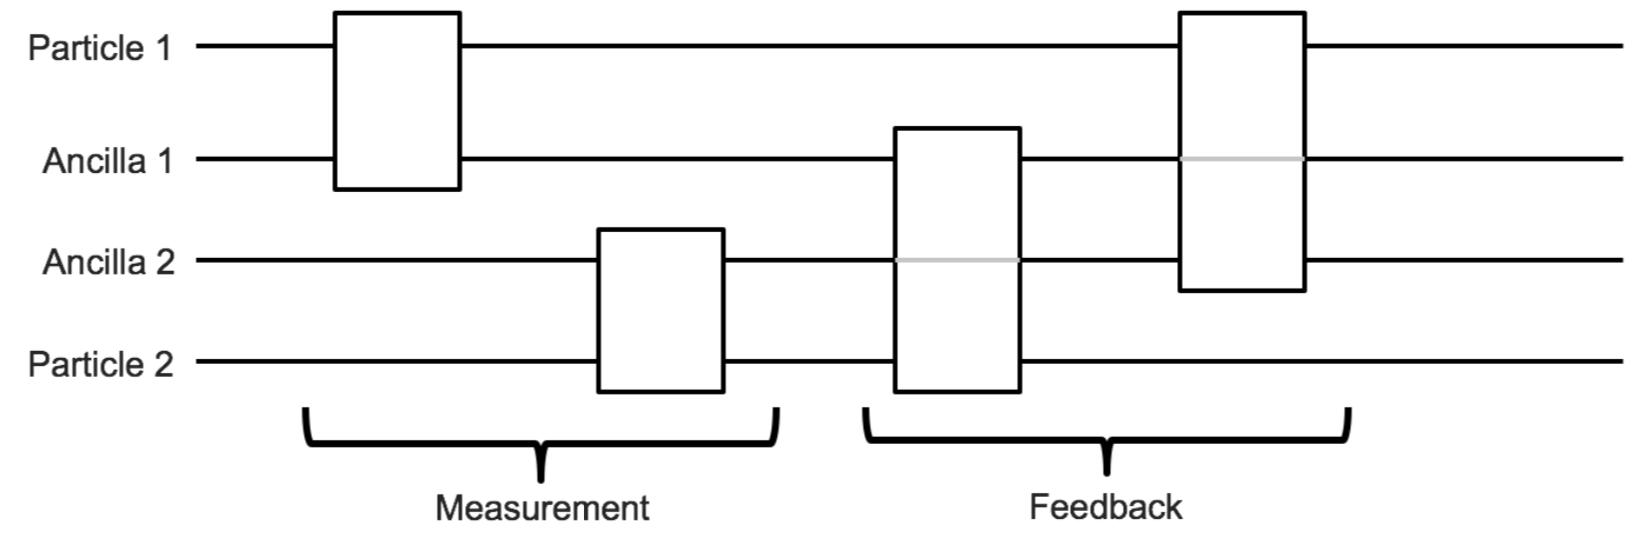 Particle 1
Ancilla 1
Ancilla 2
Particle 2
Measurement
Feedback